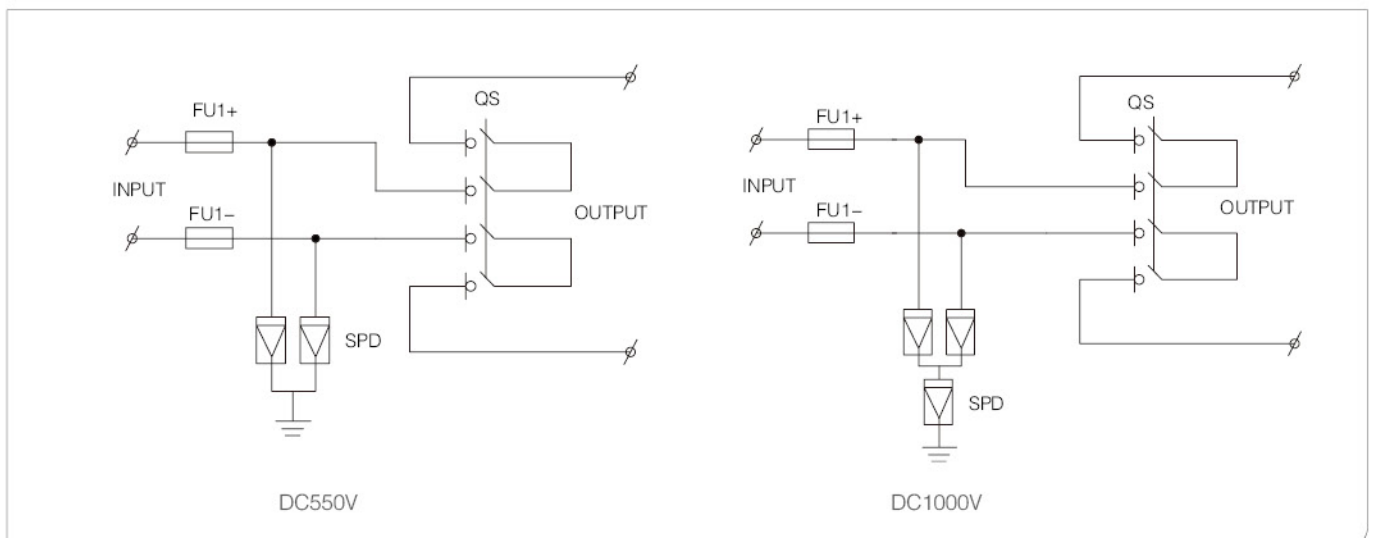 FU1+
QS
INPUT
FU1–
OUTPUT
SPD
DC550V
FU1+
QS
INPUT
FU1–
OUTPUT
SPD
DC1000V